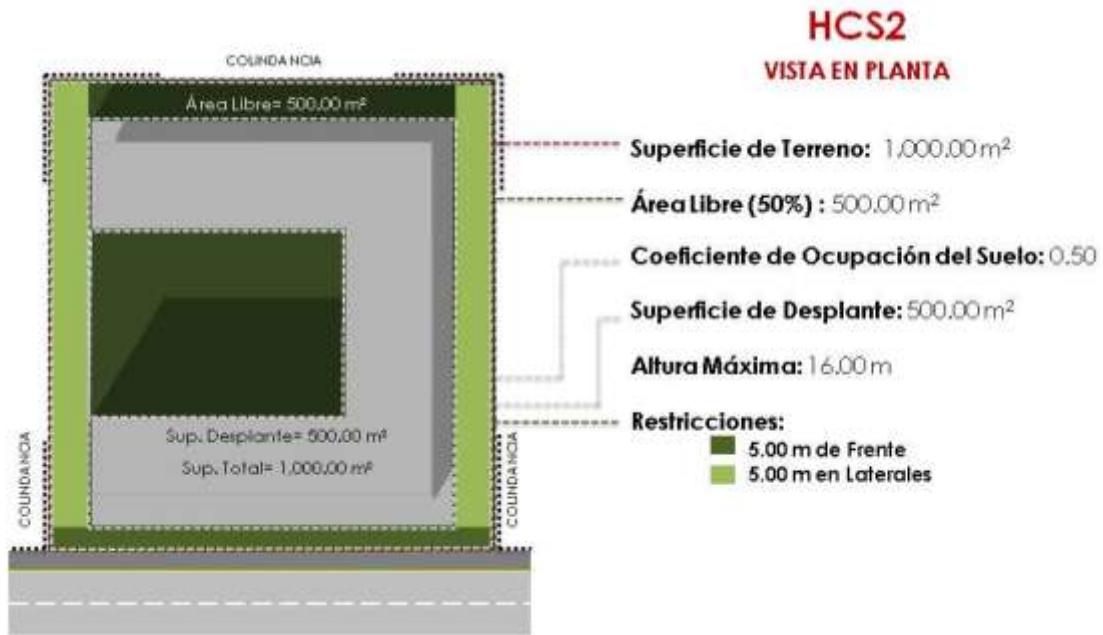 HCS2
VISTA EN PLANTA
COLINDANCIA
Área Libre= 500.00 m²
Superficie de Terreno: 1,000.00 m²
Área Libre (50%) : 500.00 m²
Coeficiente de Ocupación del Suelo: 0.50
Superficie de Desplante: 500.00 m²
Altura Máxima: 16.00 m
Restricciones:
5.00 m de Frente
5.00 m en Laterales
Sup. Desplante= 500.00 m²
Sup. Total= 1,000.00 m²
COLINDANCIA
COLINDANCIA